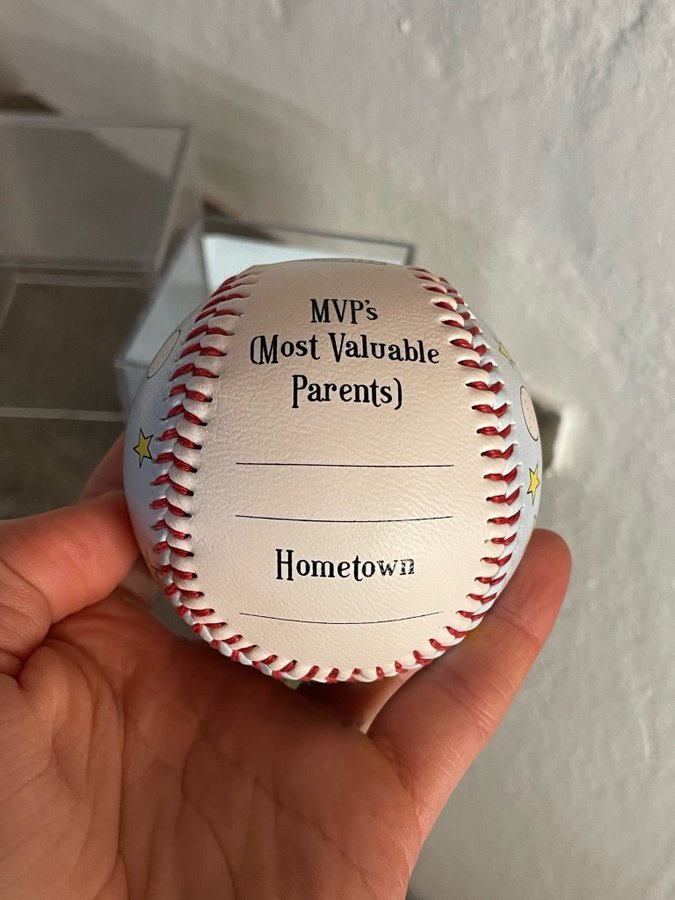 MVP's
(Most Valuable
Parents)
Hometown